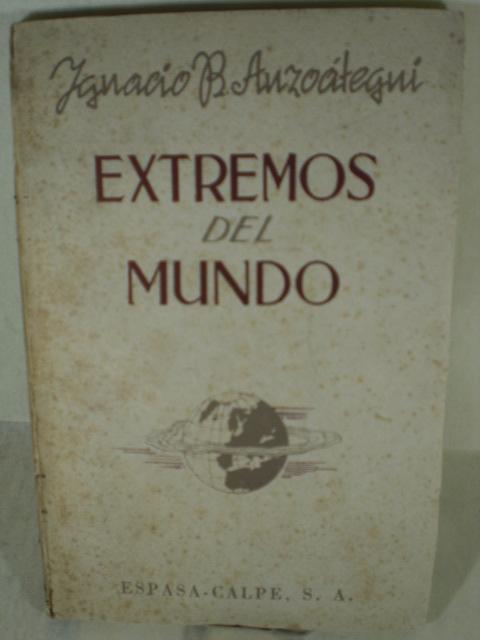 Ignacio B. Anzoátegui
EXTREMOS
DEL
MUNDO
ESPASA-CALPE, S. A.